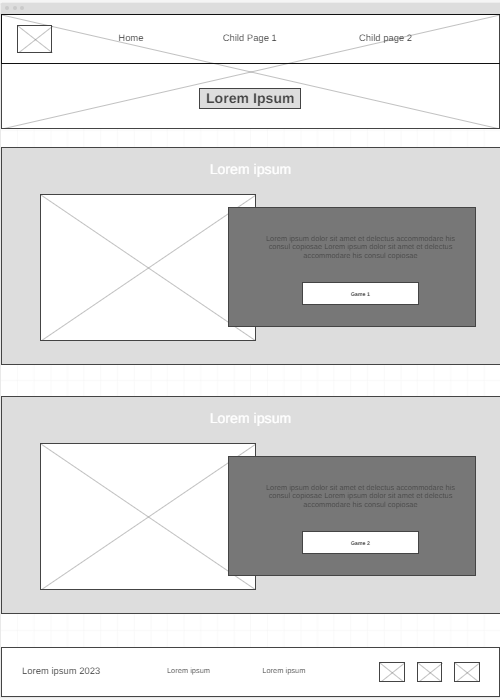 Home
Child Page 1
Child page 2
Lorem Ipsum
Lorem ipsum
Lorem ipsum dolor sit amet et delectus accommodare his
consul copiosae Lorem ipsum dolor sit amet et delectus
accommodare his consul copiosae
Game 1
Lorem ipsum
Lorem ipsum dolor sit amet et delectus accommodare his
consul copiosae Lorem ipsum dolor sit amet et delectus
accommodare his consul copiosae
Game 2
Lorem ipsum 2023
Lorem ipsum
Lorem ipsum